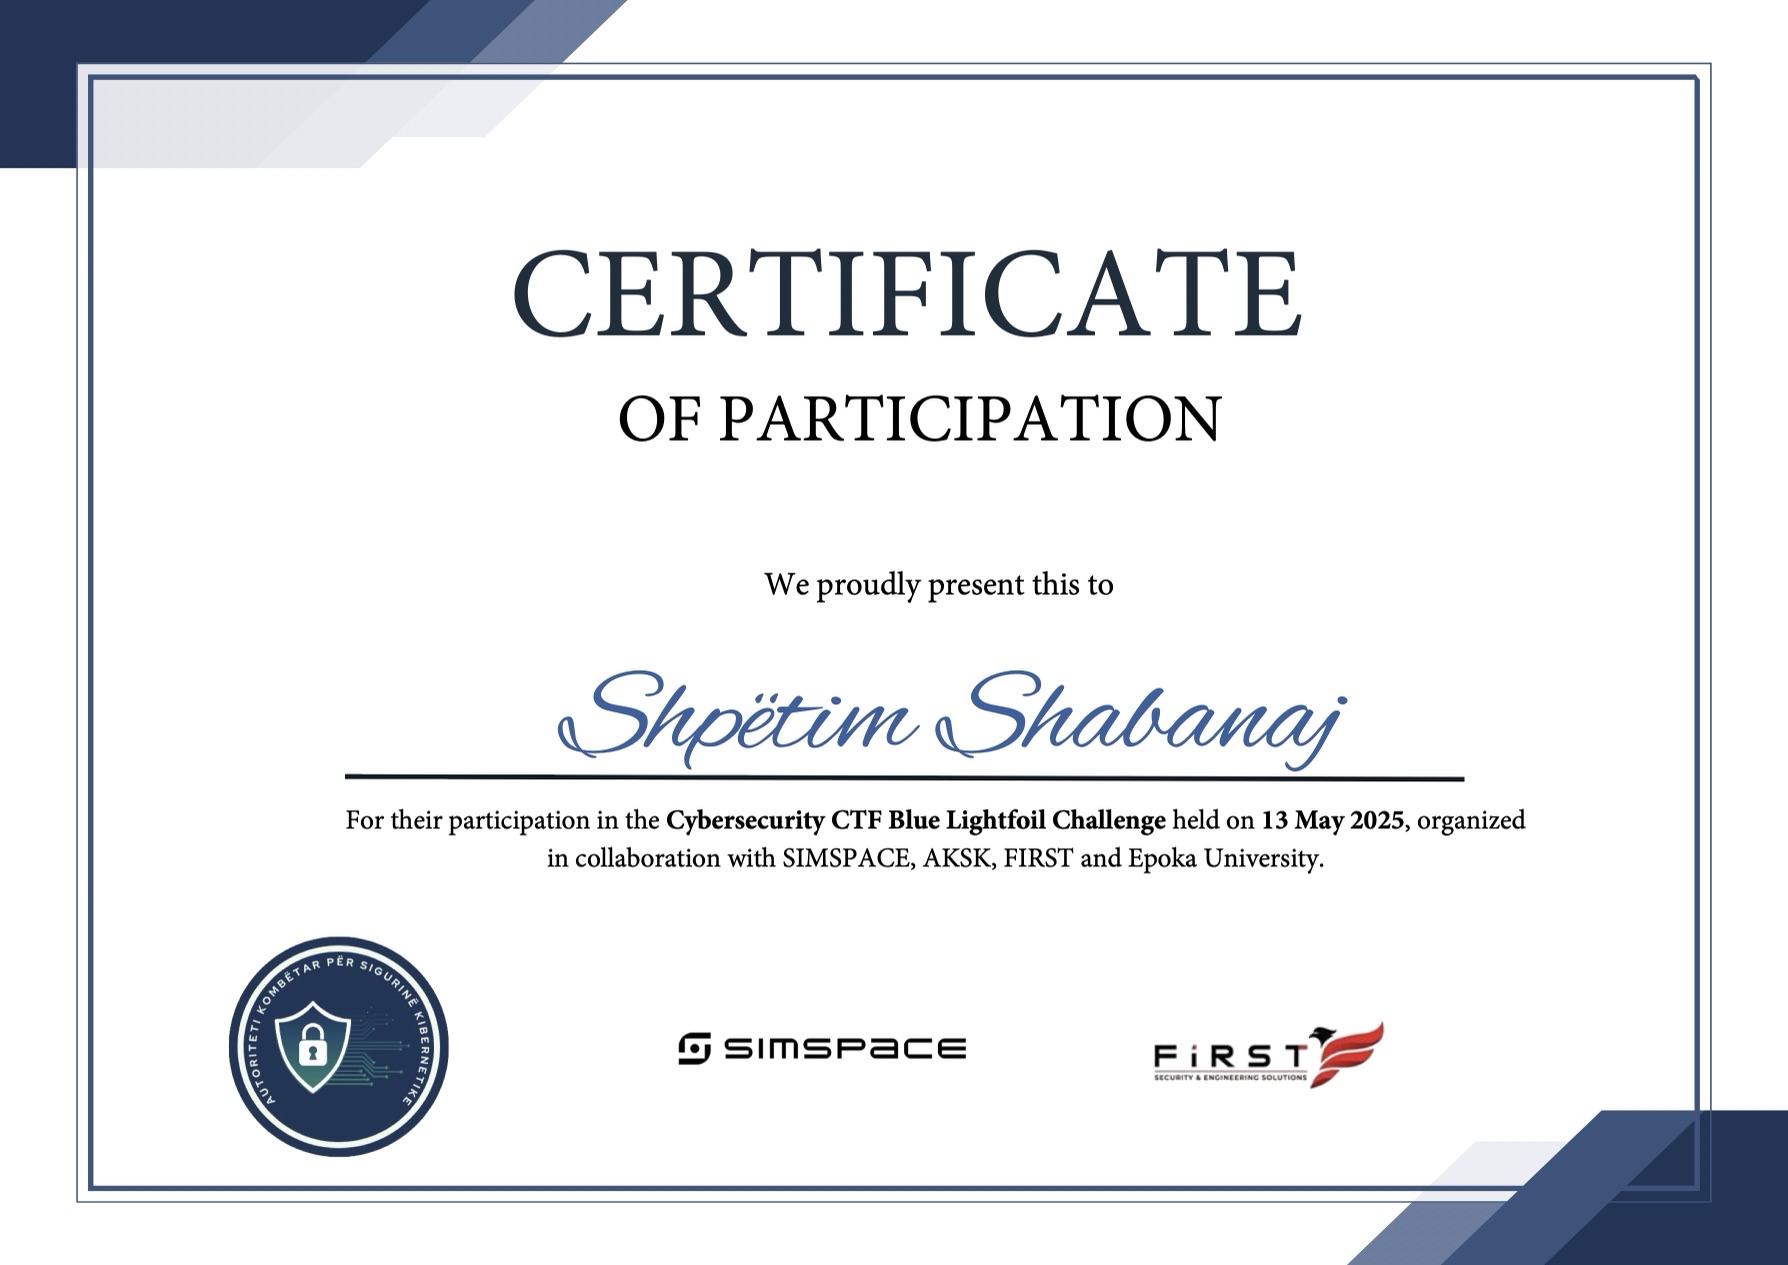 CERTIFICATE
OF PARTICIPATION
We proudly present this to
Shpëtim Shabanaj
For their participation in the Cybersecurity CTF Blue Lightfoil Challenge held on 13 May 2025, organized
in collaboration with SIMSPACE, AKSK, FIRST and Epoka University.
AUTORITETI KOMBËTAR PËR SIGURINË KIBERNETIKE
SIMSPACE
FiRST
SECURITY & ENGINEERING SOLUTIONS